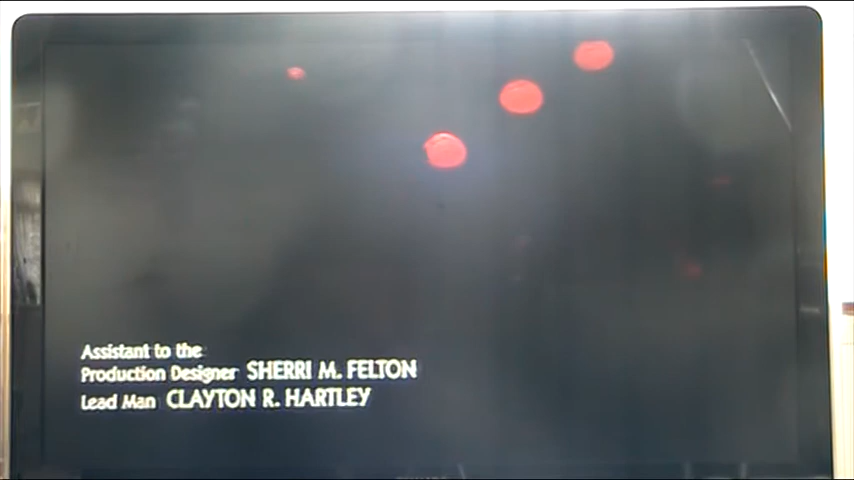 Assistant to the
Production Designer SHERRI M. FELTON
Lead Man CLAYTON R. HARTLEY